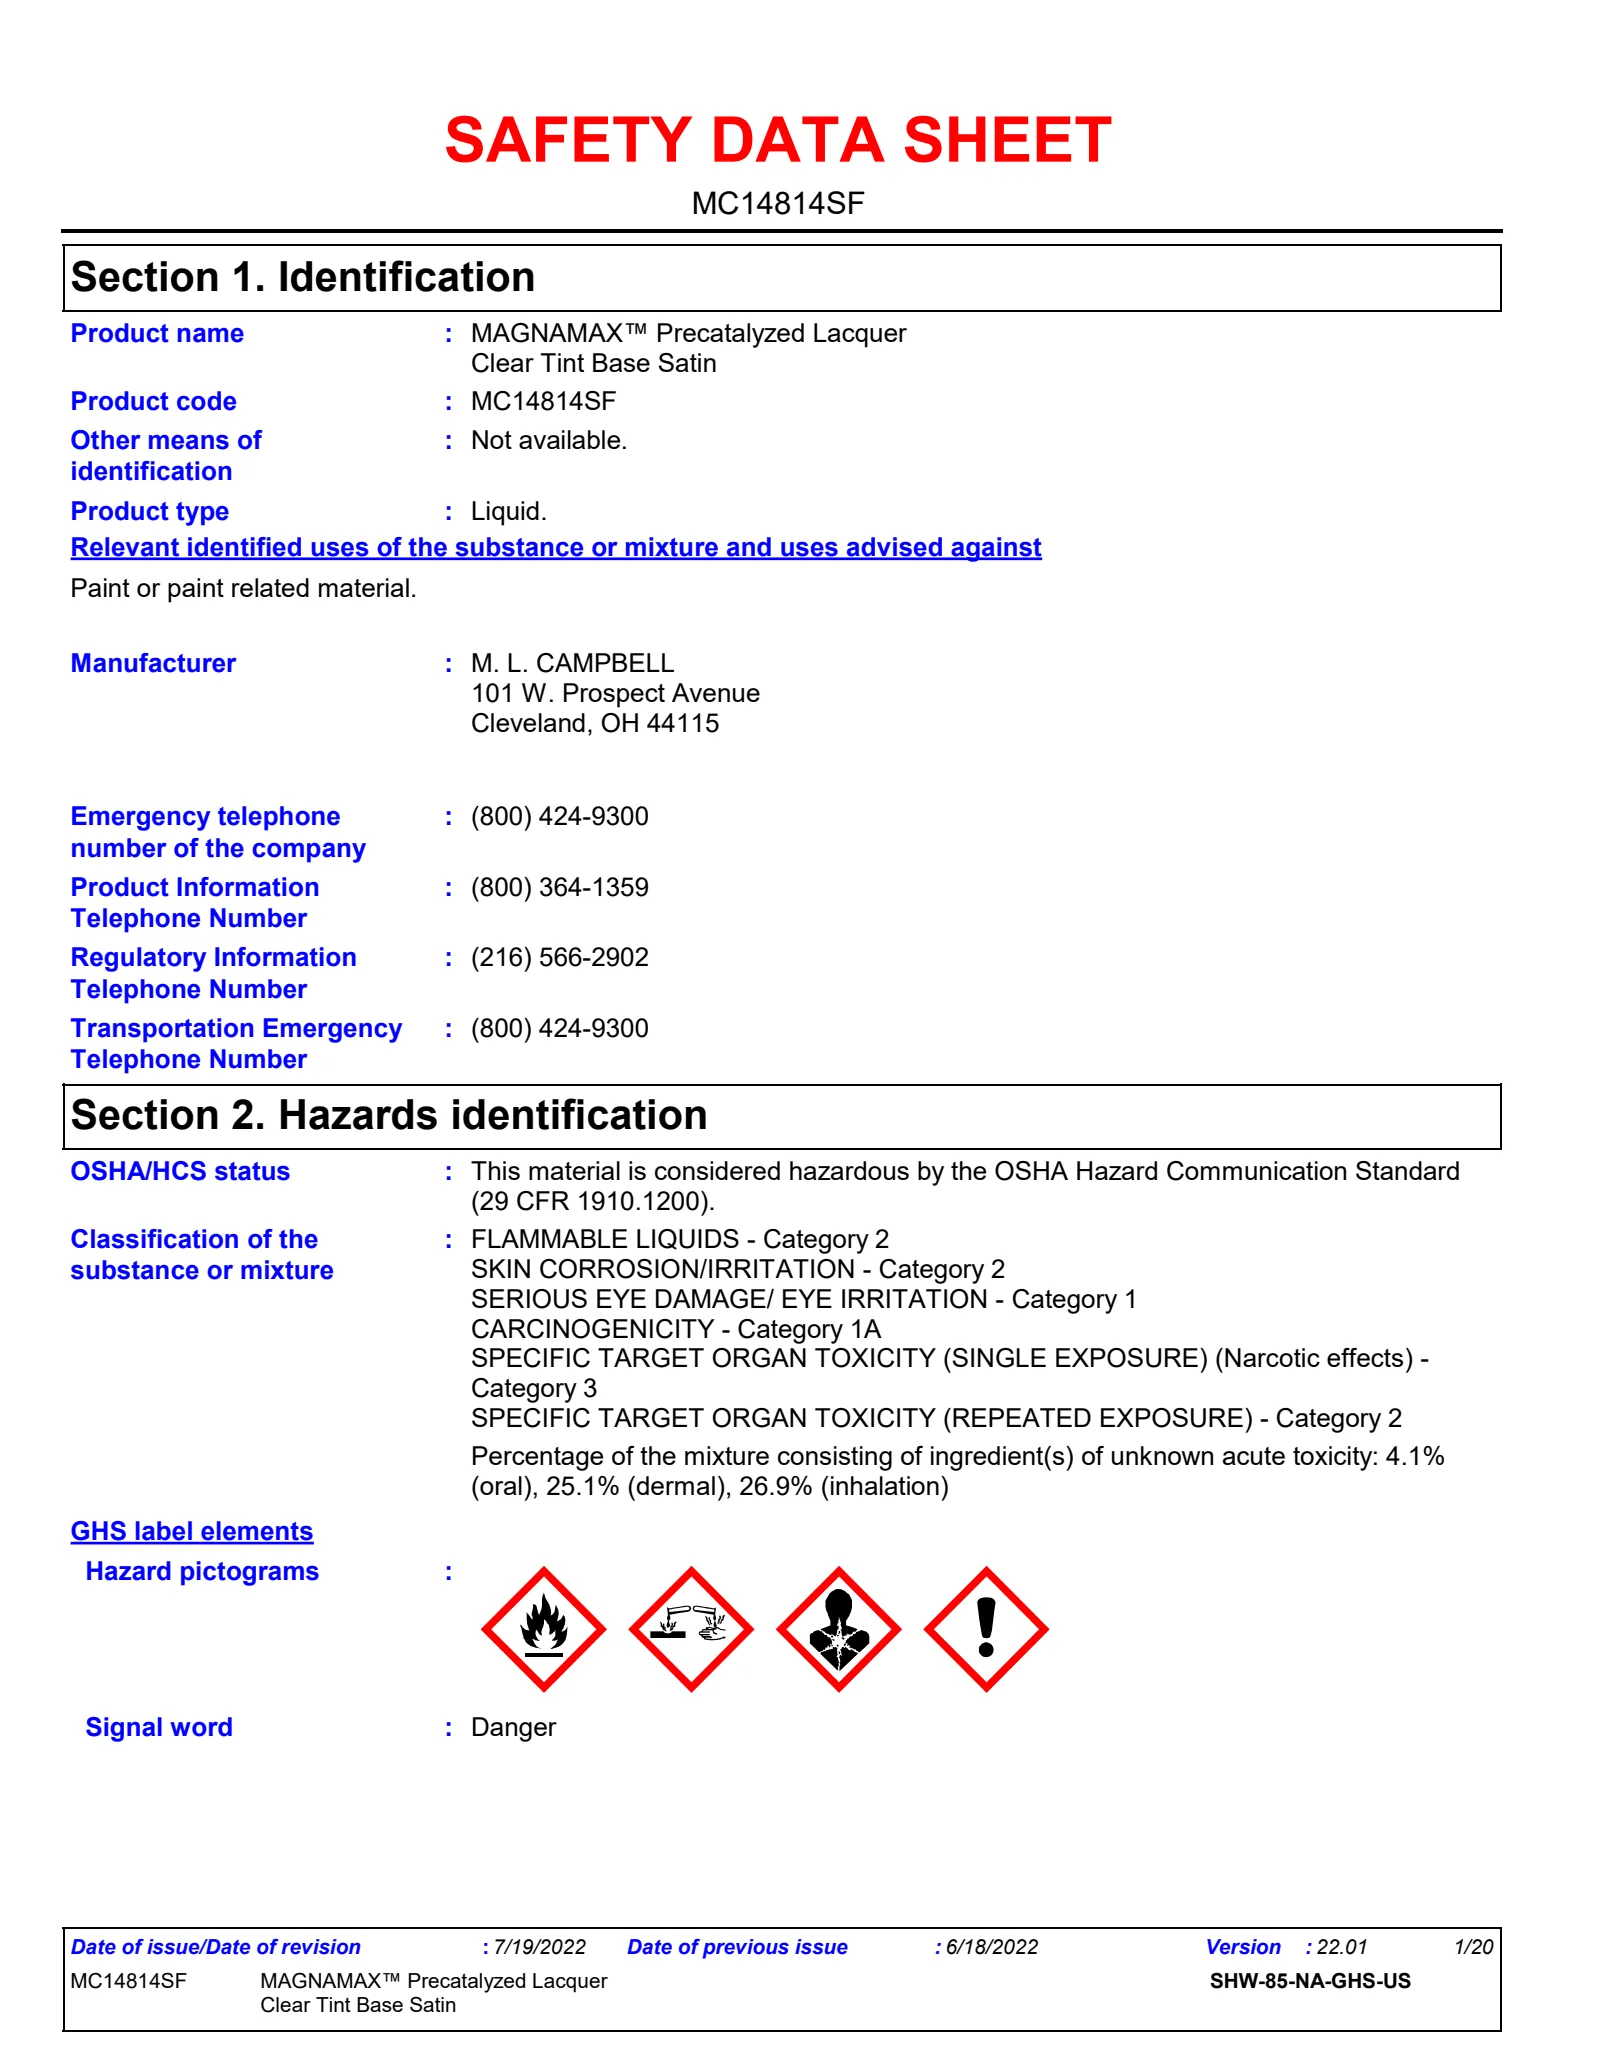 SAFETY DATA SHEET
MC14814SF
Section 1. Identification
Product name : MAGNAMAX™ Precatalyzed Lacquer
Clear Tint Base Satin
Product code : MC14814SF
Other means of : Not available.
identification
Product type : Liquid.
Relevant identified uses of the substance or mixture and uses advised against
Paint or paint related material.
Manufacturer : M. L. CAMPBELL
101 W. Prospect Avenue
Cleveland, OH 44115
Emergency telephone : (800) 424-9300
number of the company
Product Information : (800) 364-1359
Telephone Number
Regulatory Information : (216) 566-2902
Telephone Number
Transportation Emergency : (800) 424-9300
Telephone Number
Section 2. Hazards identification
OSHA/HCS status : This material is considered hazardous by the OSHA Hazard Communication Standard
(29 CFR 1910.1200).
Classification of the : FLAMMABLE LIQUIDS - Category 2
substance or mixture SKIN CORROSION/IRRITATION - Category 2
SERIOUS EYE DAMAGE/ EYE IRRITATION - Category 1
CARCINOGENICITY - Category 1A
SPECIFIC TARGET ORGAN TOXICITY (SINGLE EXPOSURE) (Narcotic effects) -
Category 3
SPECIFIC TARGET ORGAN TOXICITY (REPEATED EXPOSURE) - Category 2
Percentage of the mixture consisting of ingredient(s) of unknown acute toxicity: 4.1%
(oral), 25.1% (dermal), 26.9% (inhalation)
GHS label elements
Hazard pictograms :
Signal word : Danger
Date of issue/Date of revision : 7/19/2022 Date of previous issue : 6/18/2022 Version : 22.01 1/20
MC14814SF MAGNAMAX™ Precatalyzed Lacquer SHW-85-NA-GHS-US
Clear Tint Base Satin